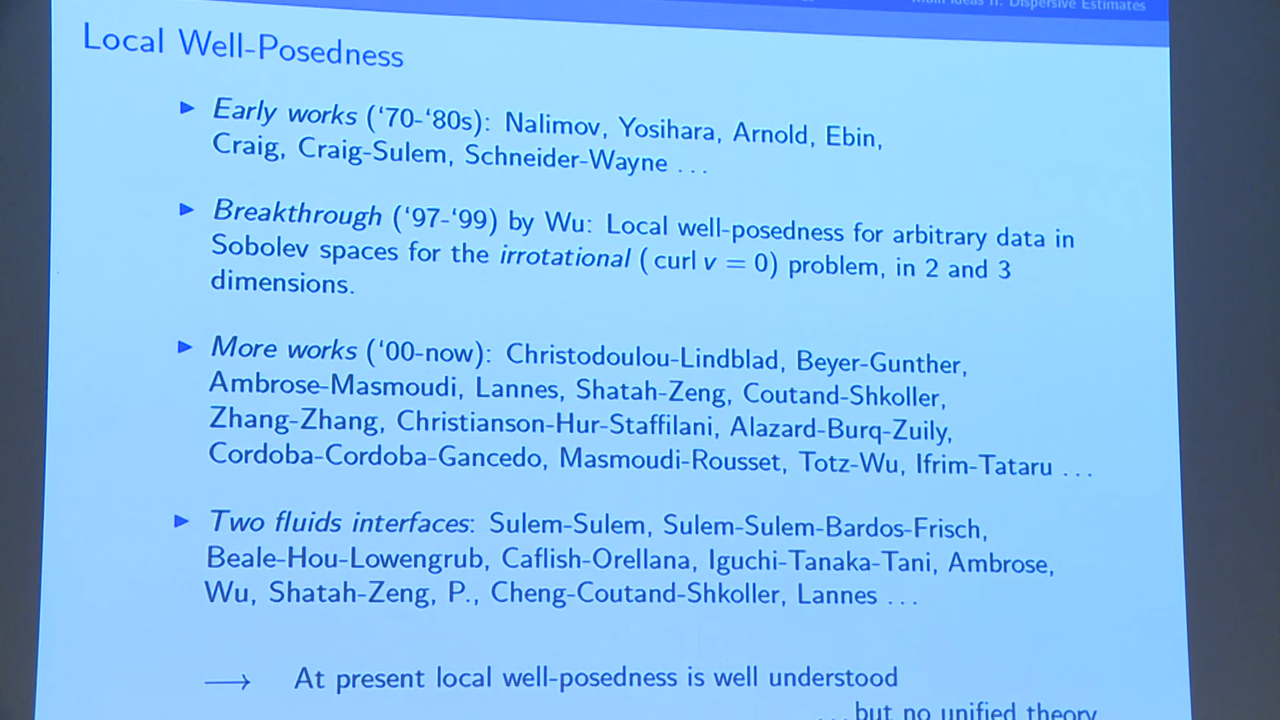 Main Ideas II: Dispersive Estimates
Local Well-Posedness
▶ Early works (‘70-‘80s): Nalimov, Yosihara, Arnold, Ebin,
Craig, Craig-Sulem, Schneider-Wayne ...
▶ Breakthrough (‘97-‘99) by Wu: Local well-posedness for arbitrary data in
Sobolev spaces for the irrotational ( curl v = 0) problem, in 2 and 3
dimensions.
▶ More works (‘00-now): Christodoulou-Lindblad, Beyer-Gunther,
Ambrose-Masmoudi, Lannes, Shatah-Zeng, Coutand-Shkoller,
Zhang-Zhang, Christianson-Hur-Staffilani, Alazard-Burq-Zuily,
Cordoba-Cordoba-Gancedo, Masmoudi-Rousset, Totz-Wu, Ifrim-Tataru ...
▶ Two fluids interfaces: Sulem-Sulem, Sulem-Sulem-Bardos-Frisch,
Beale-Hou-Lowengrub, Caflish-Orellana, Iguchi-Tanaka-Tani, Ambrose,
Wu, Shatah-Zeng, P., Cheng-Coutand-Shkoller, Lannes ...
⟶ At present local well-posedness is well understood
... but no unified theory